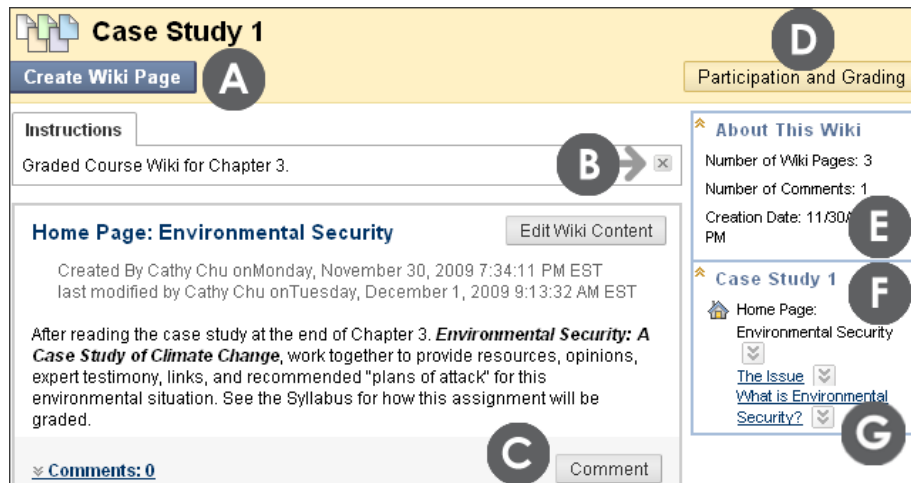 Case Study 1
D
Create Wiki Page
A
Participation and Grading
Instructions
Graded Course Wiki for Chapter 3.
B
About This Wiki
Number of Wiki Pages: 3
Number of Comments: 1
Creation Date: 11/30/
PM
E
Home Page: Environmental Security
Edit Wiki Content
Created By Cathy Chu onMonday, November 30, 2009 7:34:11 PM EST
last modified by Cathy Chu onTuesday, December 1, 2009 9:13:32 AM EST
After reading the case study at the end of Chapter 3. Environmental Security: A
Case Study of Climate Change, work together to provide resources, opinions,
expert testimony, links, and recommended "plans of attack" for this
environmental situation. See the Syllabus for how this assignment will be
graded.
Case Study 1
F
Home Page:
Environmental Security
The Issue
What is Environmental
Security?
G
Comments: 0
C
Comment